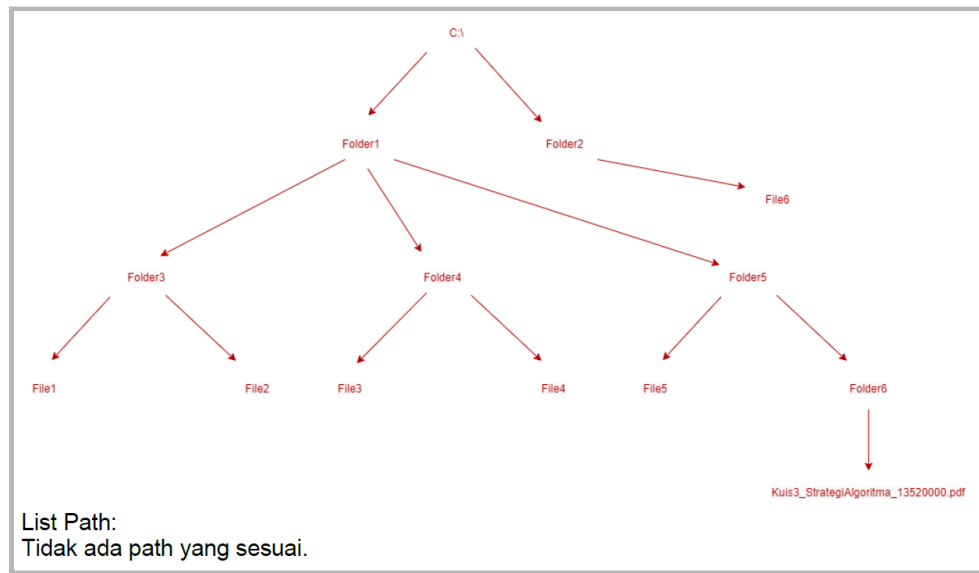 C:\
Folder1
Folder2
File6
Folder3
Folder4
Folder5
File1
File2
File3
File4
File5
Folder6
Kuis3_StrategiAlgoritma_13520000.pdf
List Path:
Tidak ada path yang sesuai.